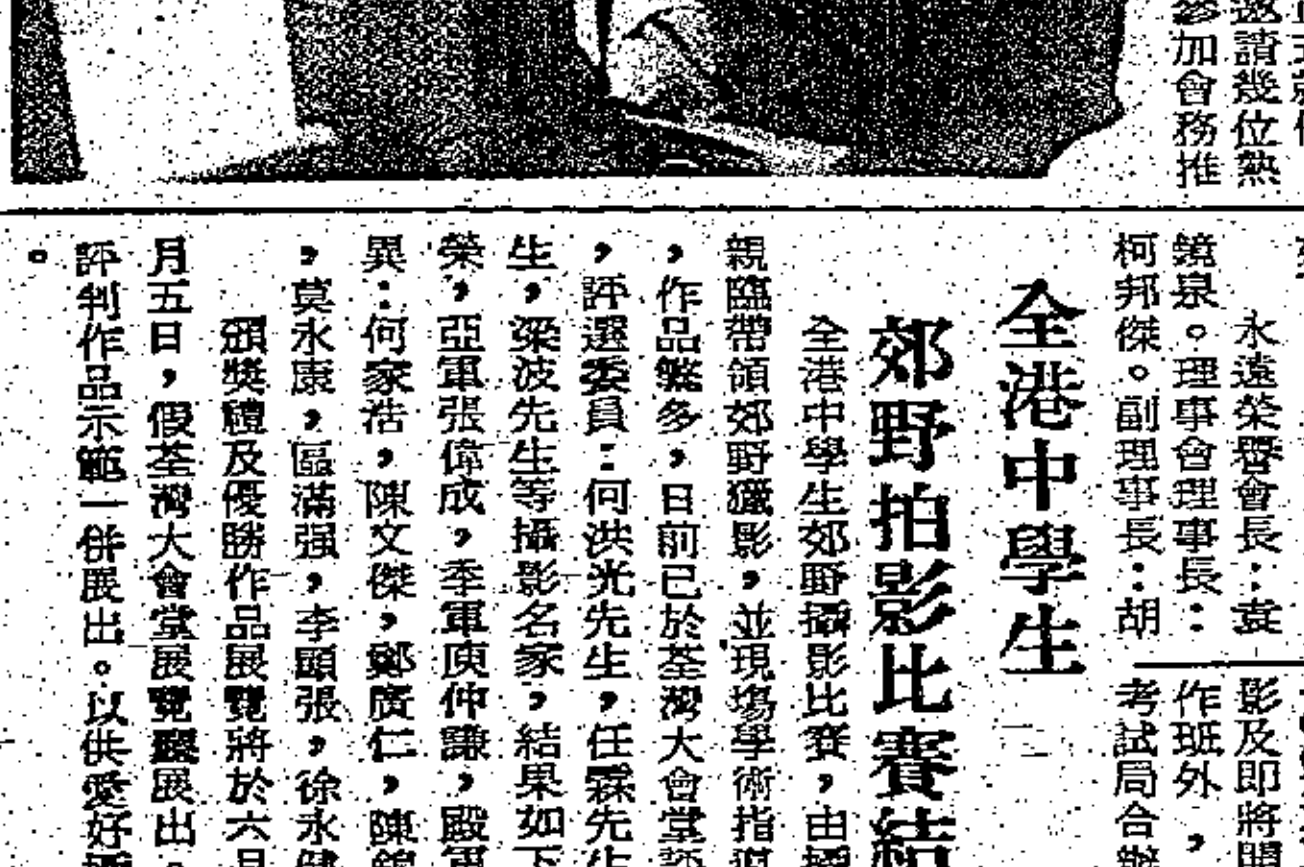 邀請幾位熱
參加會務推
永遠榮譽會長：袁
鏡泉。理事會理事長：
柯邦傑。副理事長：胡
影及即將開
作班外，
考試局合辦
全港中學生
郊野拍影比賽結
全港中學生郊野攝影比賽，由攝
親臨帶領郊野獵影，並現場學術指
，作品繁多，日前已於荃灣大會堂
，評選委員：何洪光先生，任霖先生
生，梁波先生等攝影名家，結果如下
榮，亞軍張偉成，季軍庾仲謙，殿軍
異：何家浩，陳文傑，鄭廣仁，陳錦
，莫永康，區滿强，李顯張，徐永健
頒獎禮及優勝作品展覽將於六月
月五日，假荃灣大會堂展覽廳展出。
評判作品示範一併展出。以供愛好
。